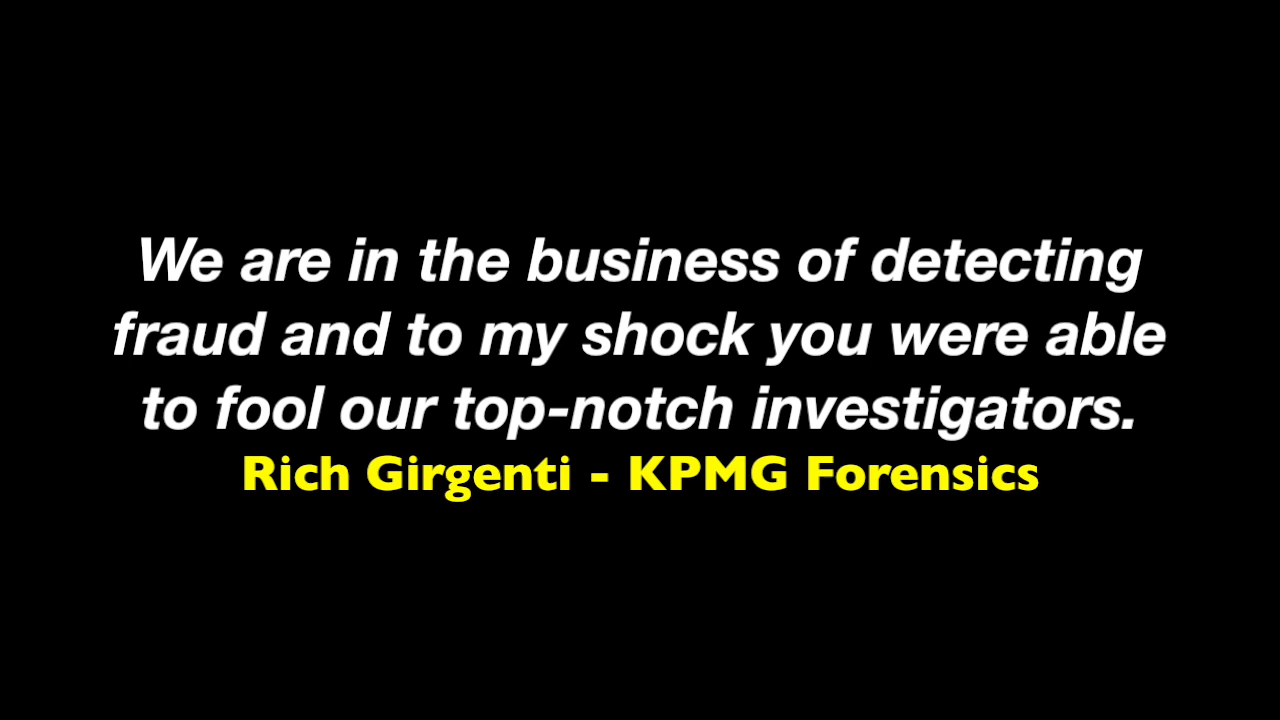 We are in the business of detecting
fraud and to my shock you were able
to fool our top-notch investigators.
Rich Girgenti - KPMG Forensics